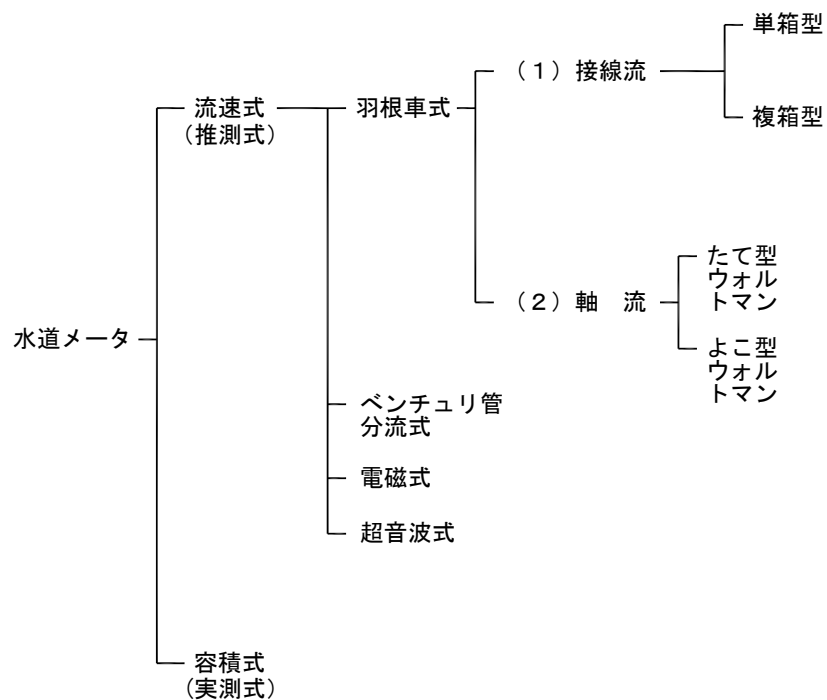 水道メータ
流速式
(推測式)
羽根車式
(1)接線流
単箱型
複箱型
(2)軸　流
たて型
ウォル
トマン
よこ型
ウォル
トマン
ベンチュリ管
分流式
電磁式
超音波式
容積式
(実測式)